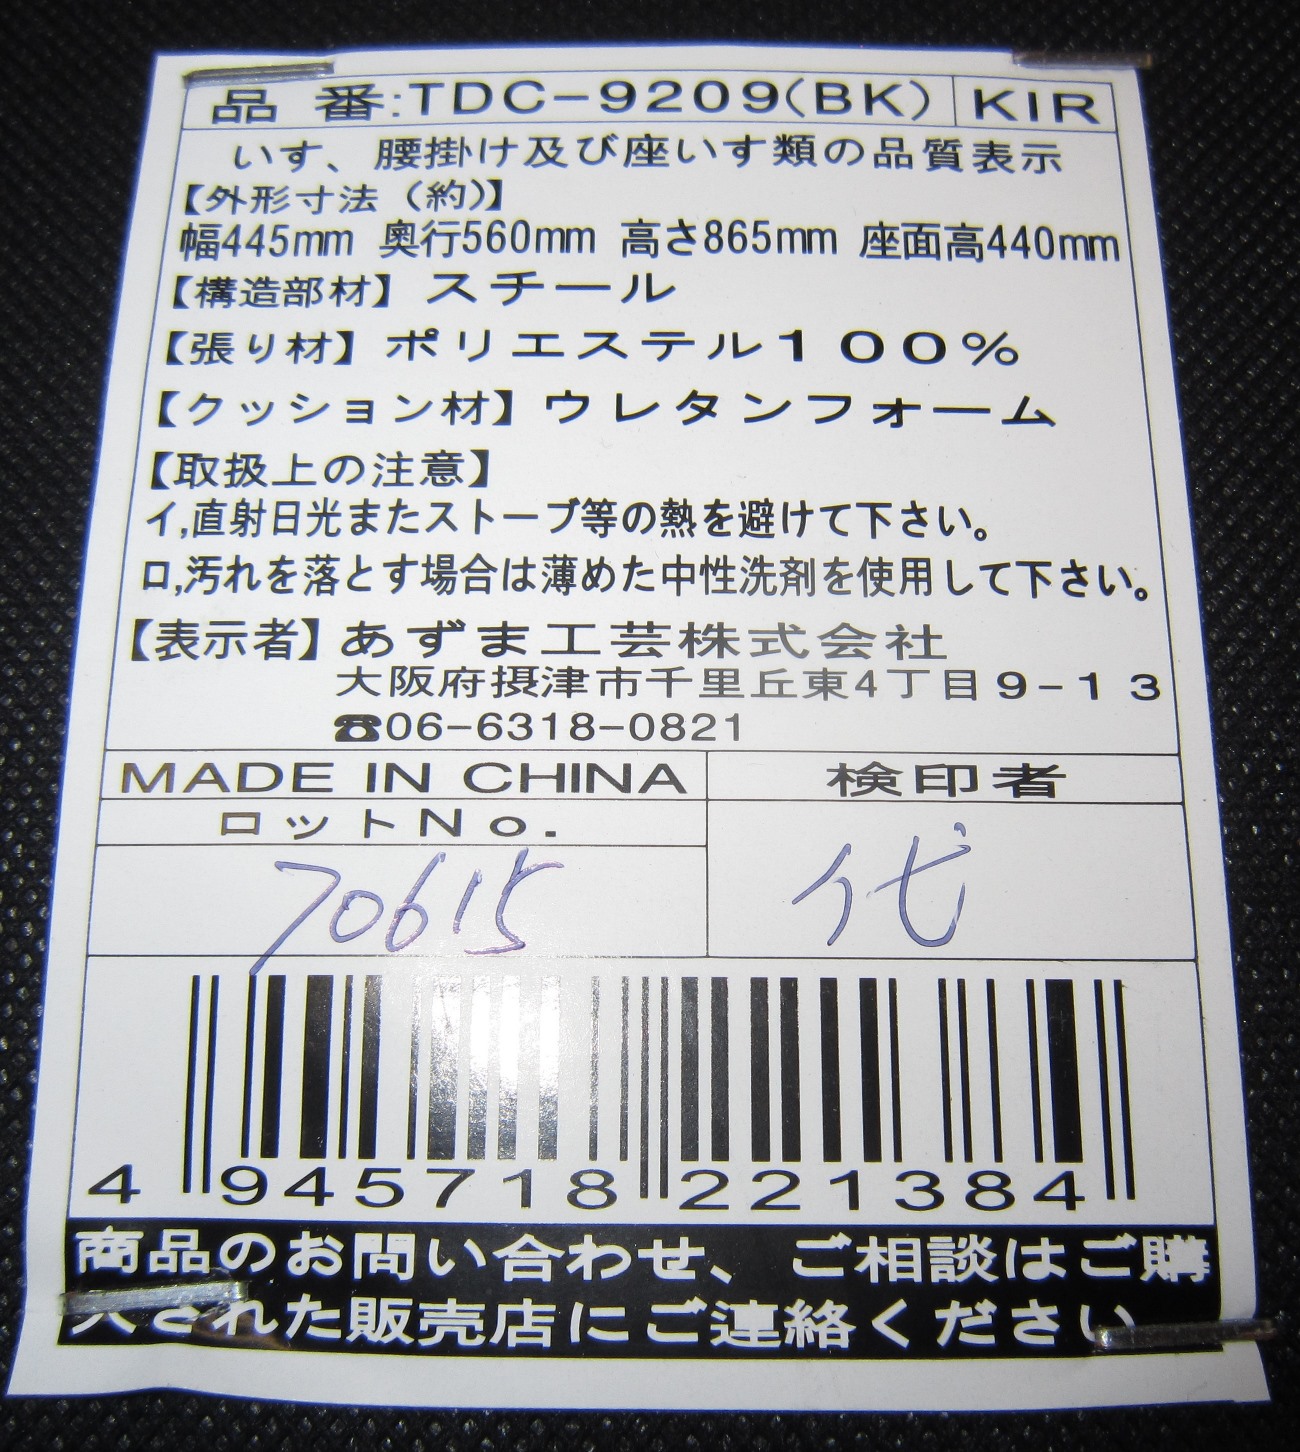 品 番:TDC-9209(BK) KIR
いす、腰掛け及び座いす類の品質表示
【外形寸法（約)】
幅445mm 奥行560mm 高さ865mm 座面高440mm
【構造部材】スチール
【張り材】ポリエステル１００％
【クッション材】ウレタンフォーム
【取扱上の注意】
イ,直射日光またストーブ等の熱を避けて下さい。
ロ,汚れを落とす場合は薄めた中性洗剤を使用して下さい。
【表示者】あずま工芸株式会社
大阪府摂津市千里丘東4丁目９-１３
☎06-6318-0821
MADE IN CHINA 検印者
ロットNo.
70615 代
4 945718 221384
商品のお問い合わせ、ご相談はご購
入された販売店にご連絡ください